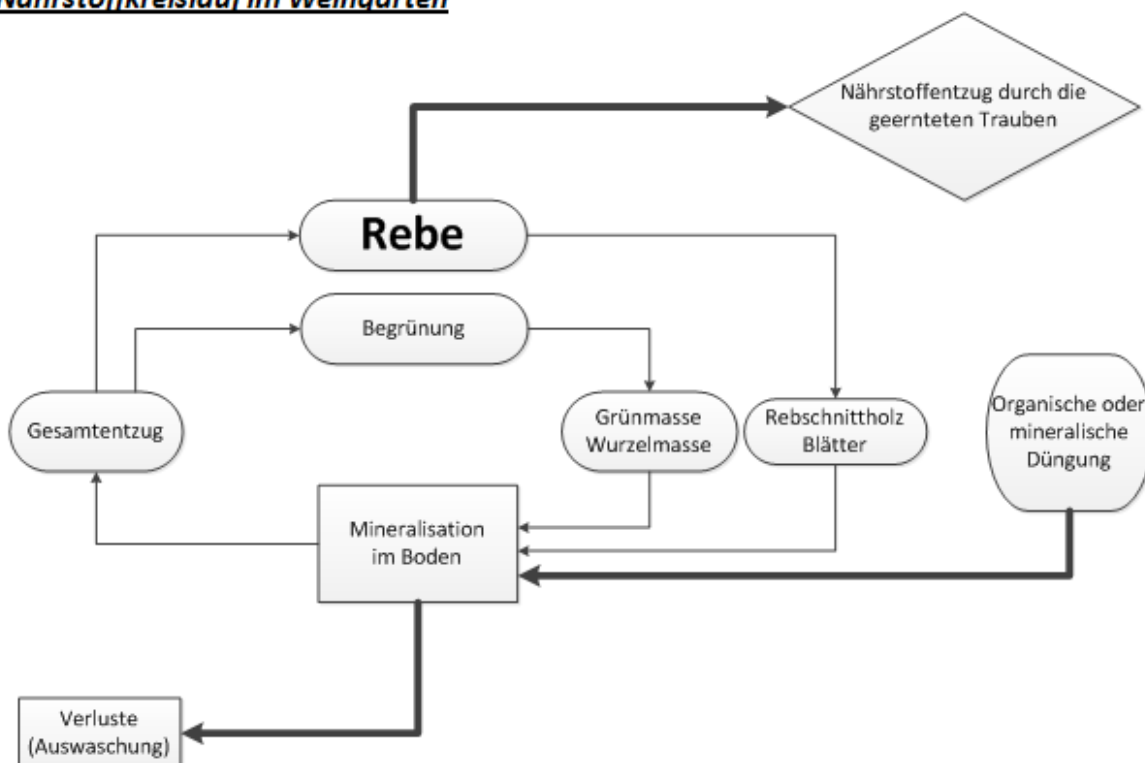 Nährstoffkreislauf im Weingarten
Nährstoffentzug durch die
geernteten Trauben
Rebe
Begrünung
Gesamtentzug
Grünmasse
Wurzelmasse
Rebschnittholz
Blätter
Organische oder
mineralische
Düngung
Mineralisation
im Boden
Verluste
(Auswaschung)